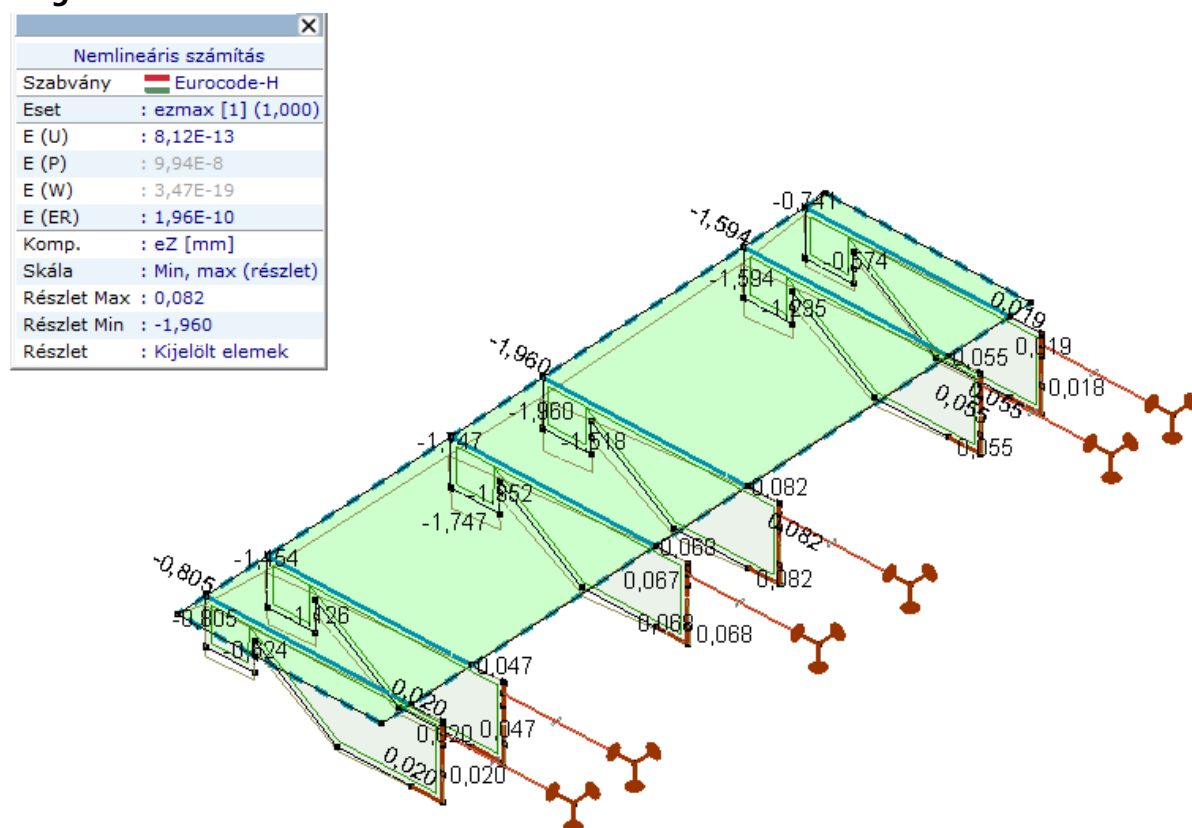 Nemlineáris számítás
Szabvány Eurocode-H
Eset : ezmax [1] (1,000)
E (U) : 8,12E-13
E (P) : 9,94E-8
E (W) : 3,47E-19
E (ER) : 1,96E-10
Komp. : eZ [mm]
Skála : Min, max (részlet)
Részlet Max : 0,082
Részlet Min : -1,960
Részlet : Kijelölt elemek
-0,741
-1,594
-0,574
-1,594
-1,235
0,019
0,019
0,018
0,055
0,055
0,055
0,055
-1,960
-1,960
-1,518
0,082
0,082
0,082
-1,747
-1,747
0,068
0,067
0,068
0,068
-1,454
-0,805
-0,805
-0,624
0,047
0,047
0,020
0,020
0,020
0,020